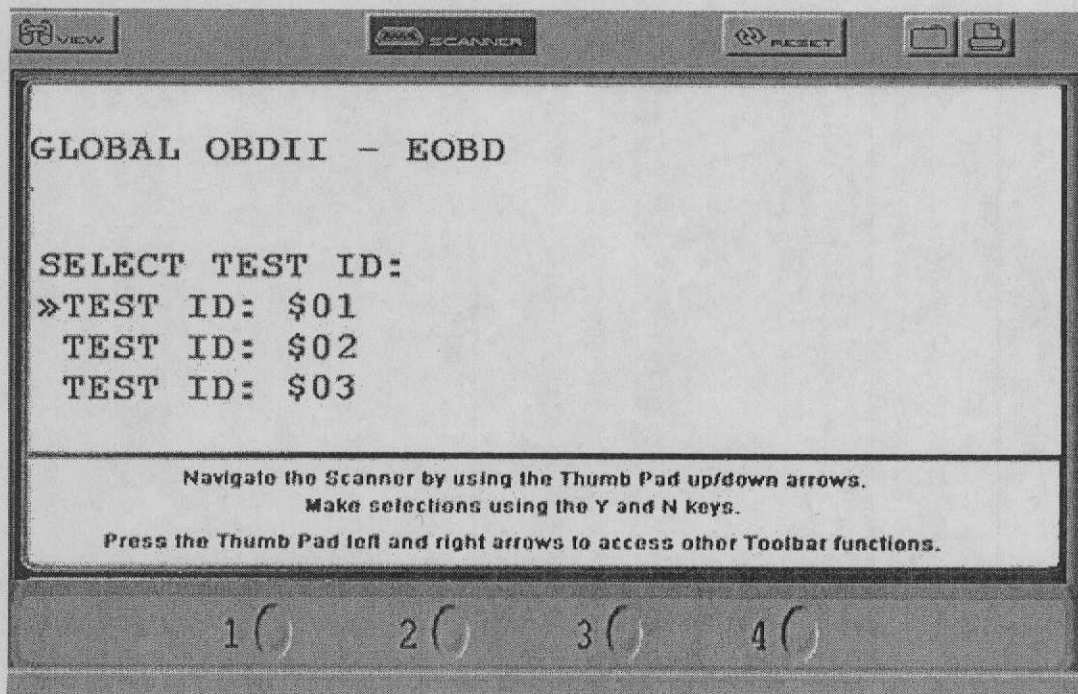 VIEW SCANNER RESET
GLOBAL OBDII – EOBD
SELECT TEST ID:
»TEST ID: $01
TEST ID: $02
TEST ID: $03
Navigate the Scanner by using the Thumb Pad up/down arrows.
Make selections using the Y and N keys.
Press the Thumb Pad left and right arrows to access other Toolbar functions.
1 2 3 4